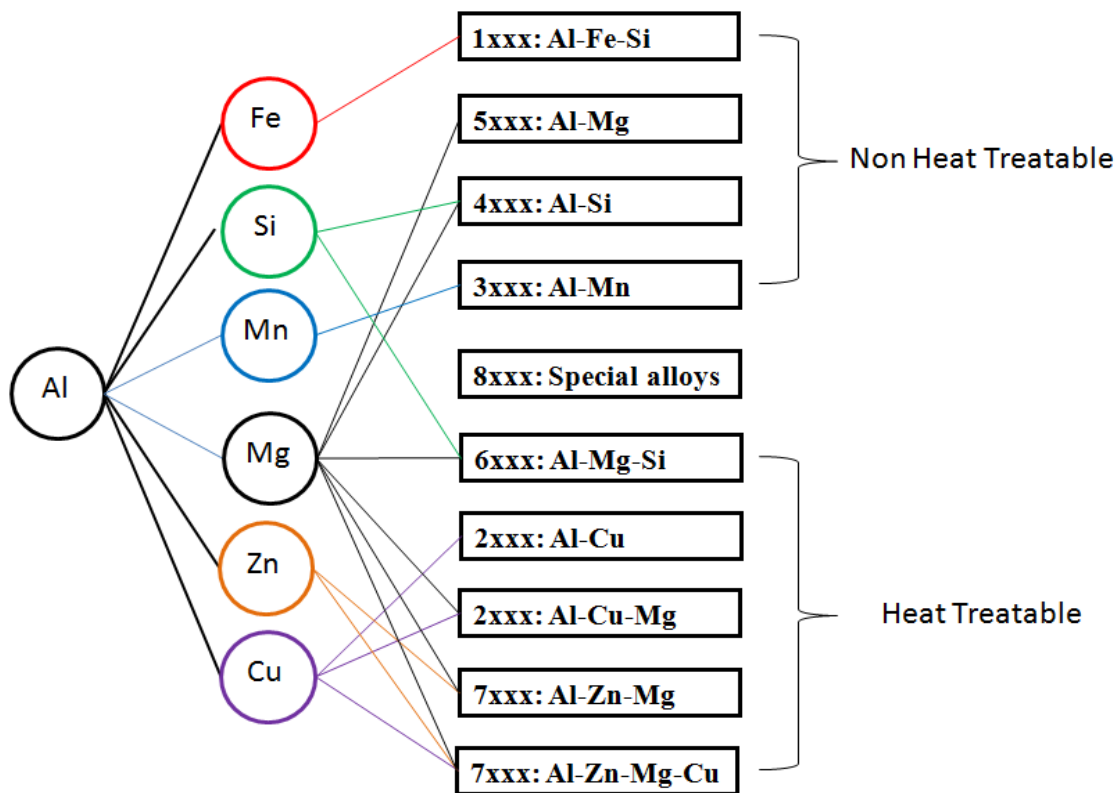 Al
Fe
Si
Mn
Mg
Zn
Cu
1xxx: Al-Fe-Si
5xxx: Al-Mg
4xxx: Al-Si
3xxx: Al-Mn
8xxx: Special alloys
6xxx: Al-Mg-Si
2xxx: Al-Cu
2xxx: Al-Cu-Mg
7xxx: Al-Zn-Mg
7xxx: Al-Zn-Mg-Cu
Non Heat Treatable
Heat Treatable